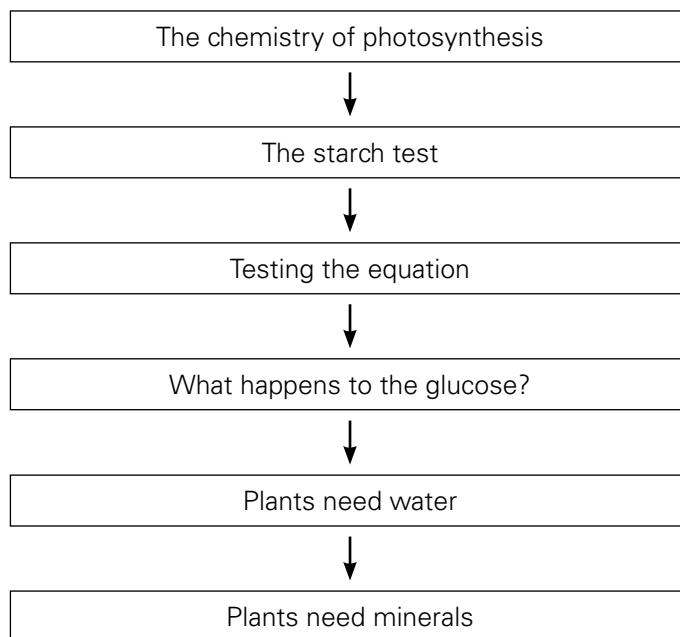 The chemistry of photosynthesis
The starch test
Testing the equation
What happens to the glucose?
Plants need water
Plants need minerals